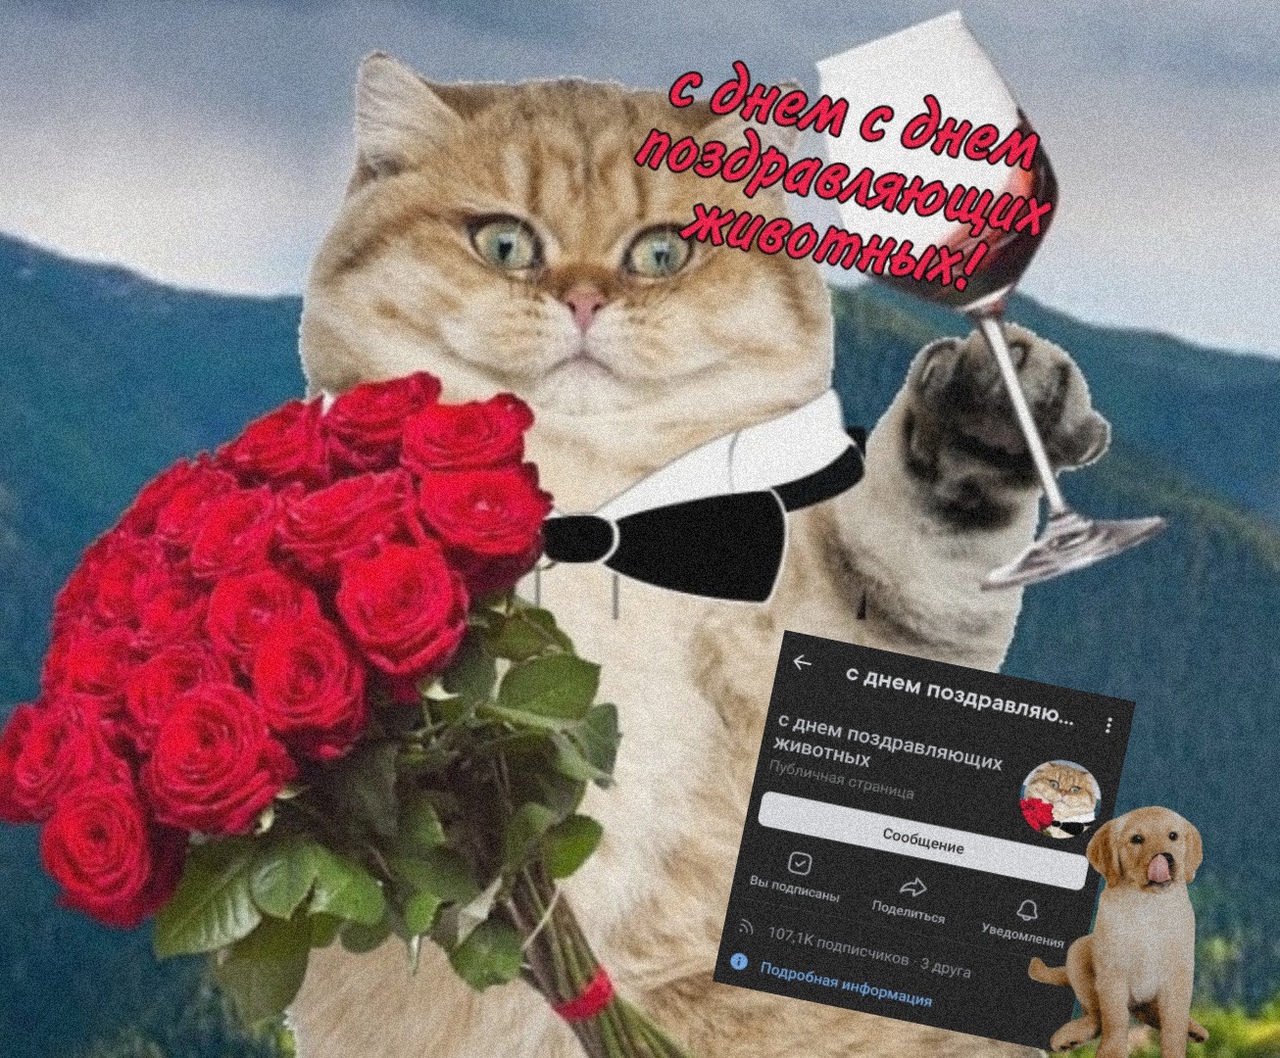 с днем с днем
поздравляющих
животных!
с днем поздравляю...
с днем поздравляющих
животных
Публичная страница
Сообщение
Вы подписаны
Поделиться
Уведомления
107,1K подписчиков · 3 друга
Подробная информация